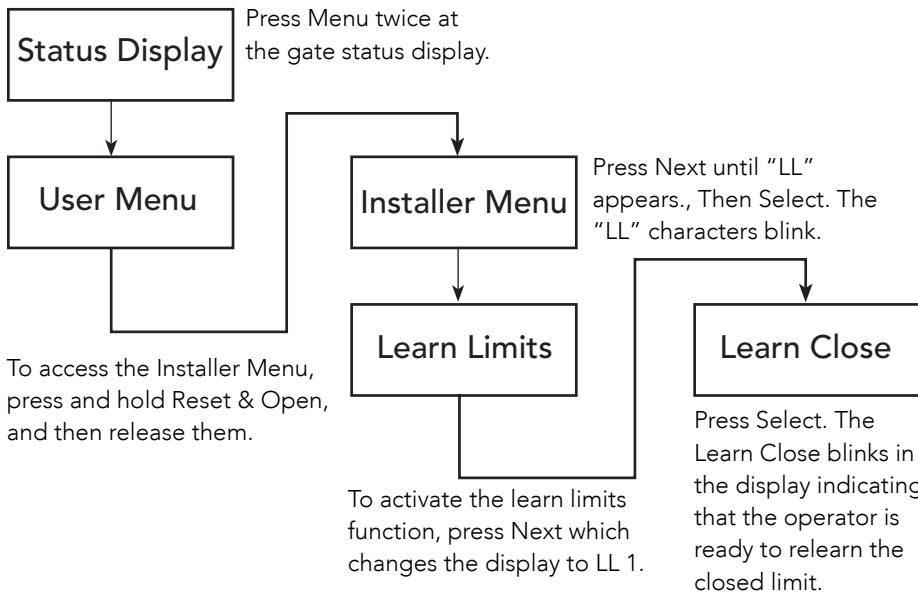 Status Display
Press Menu twice at
the gate status display.
User Menu
To access the Installer Menu,
press and hold Reset & Open,
and then release them.
Installer Menu
Press Next until “LL”
appears., Then Select. The
“LL” characters blink.
Learn Limits
To activate the learn limits
function, press Next which
changes the display to LL 1.
Learn Close
Press Select. The
Learn Close blinks in
the display indicating
that the operator is
ready to relearn the
closed limit.